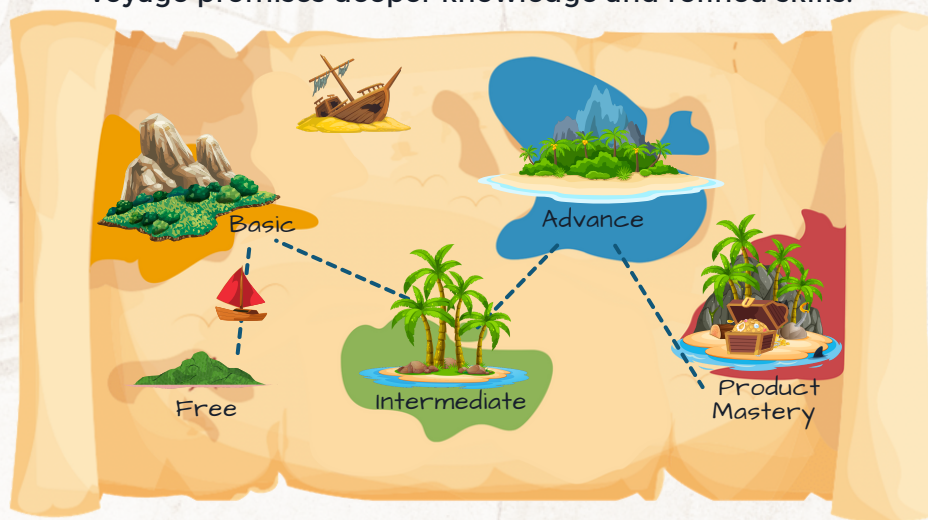 voyage promises deeper knowledge and refined skills.
Basic
Advance
Free
Intermediate
Product
Mastery